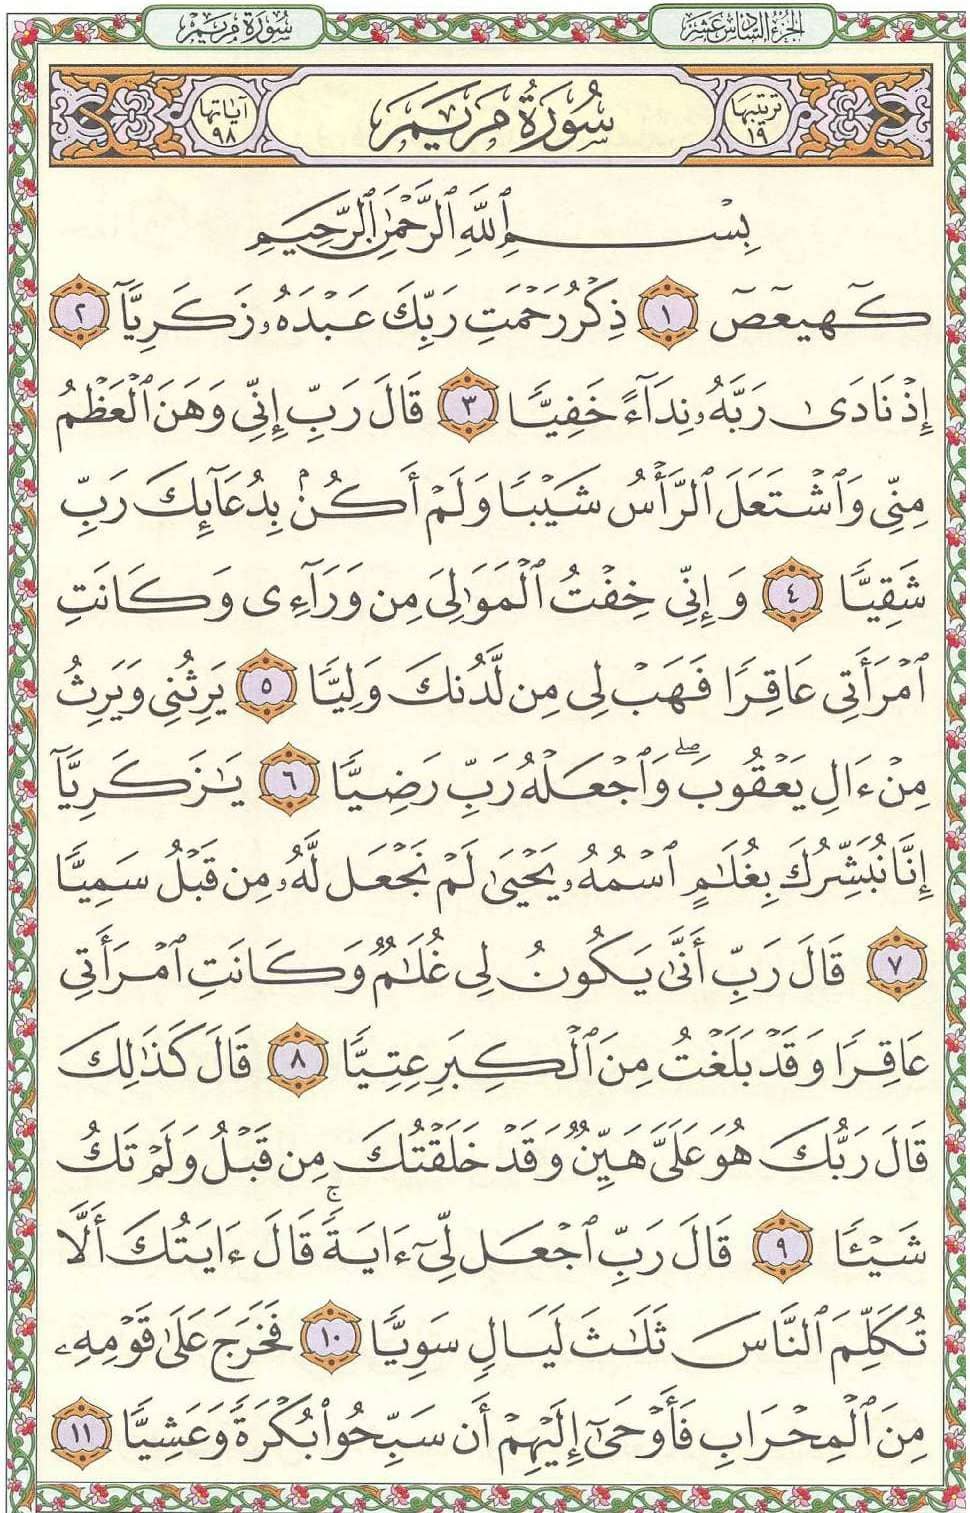 الجزء السادس عشر
سورة مريم
ترتيبها ١٩
سُورَةُ مَرْيَمَ
آياتها ٩٨
بِسْمِ ٱللَّهِ ٱلرَّحْمَٰنِ ٱلرَّحِيمِ
كٓهيعٓصٓ ١ ذِكْرُ رَحْمَتِ رَبِّكَ عَبْدَهُۥ زَكَرِيَّآ ٢
إِذْ نَادَىٰ رَبَّهُۥ نِدَآءً خَفِيًّا ٣ قَالَ رَبِّ إِنِّى وَهَنَ ٱلْعَظْمُ
مِنِّى وَٱشْتَعَلَ ٱلرَّأْسُ شَيْبًا وَلَمْ أَكُنۢ بِدُعَآئِكَ رَبِّ
شَقِيًّا ٤ وَإِنِّى خِفْتُ ٱلْمَوَٰلِىَ مِن وَرَآءِى وَكَانَتِ
ٱمْرَأَتِى عَاقِرًا فَهَبْ لِى مِن لَّدُنكَ وَلِيًّا ٥ يَرِثُنِى وَيَرِثُ
مِنْ ءَالِ يَعْقُوبَ ۖ وَٱجْعَلْهُ رَبِّ رَضِيًّا ٦ يَٰزَكَرِيَّآ
إِنَّا نُبَشِّرُكَ بِغُلَٰمٍ ٱسْمُهُۥ يَحْيَىٰ لَمْ نَجْعَل لَّهُۥ مِن قَبْلُ سَمِيًّا
٧ قَالَ رَبِّ أَنَّىٰ يَكُونُ لِى غُلَٰمٌ وَكَانَتِ ٱمْرَأَتِى
عَاقِرًا وَقَدْ بَلَغْتُ مِنَ ٱلْكِبَرِ عِتِيًّا ٨ قَالَ كَذَٰلِكَ
قَالَ رَبُّكَ هُوَ عَلَىَّ هَيِّنٌ وَقَدْ خَلَقْتُكَ مِن قَبْلُ وَلَمْ تَكُ
شَيْـًٔا ٩ قَالَ رَبِّ ٱجْعَل لِّىٓ ءَايَةً ۚ قَالَ ءَايَتُكَ أَلَّا
تُكَلِّمَ ٱلنَّاسَ ثَلَٰثَ لَيَالٍ سَوِيًّا ١٠ فَخَرَجَ عَلَىٰ قَوْمِهِۦ
مِنَ ٱلْمِحْرَابِ فَأَوْحَىٰٓ إِلَيْهِمْ أَن سَبِّحُوا۟ بُكْرَةً وَعَشِيًّا ١١